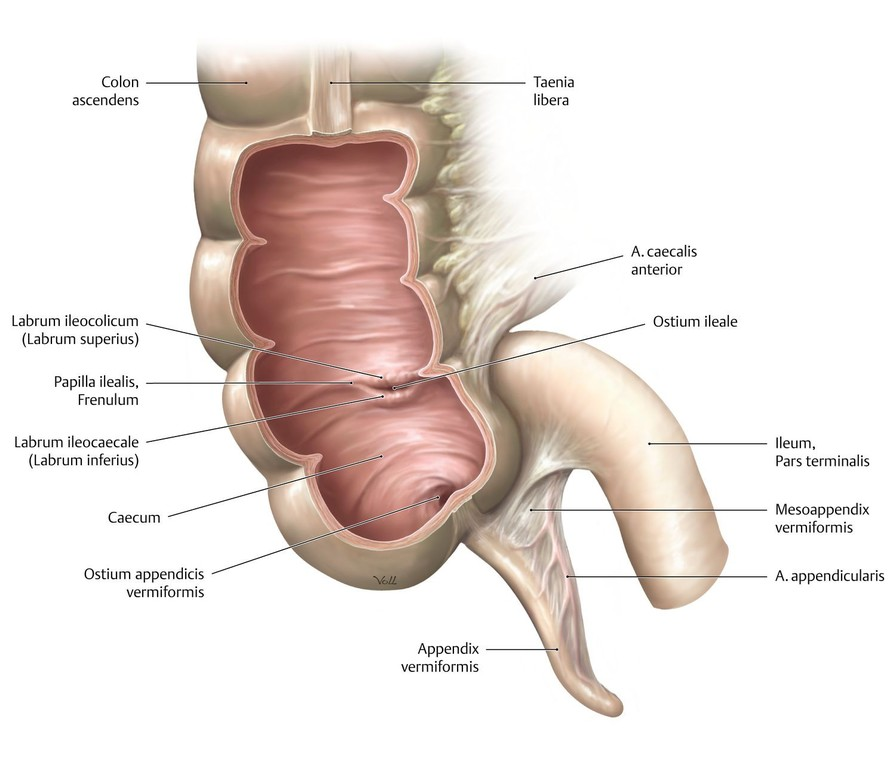 Colon
ascendens
Taenia
libera
A. caecalis
anterior
Labrum ileocolicum
(Labrum superius)
Ostium ileale
Papilla ilealis,
Frenulum
Labrum ileocaecale
(Labrum inferius)
Ileum,
Pars terminalis
Caecum
Mesoappendix
vermiformis
Ostium appendicis
vermiformis
A. appendicularis
Voll
Appendix
vermiformis